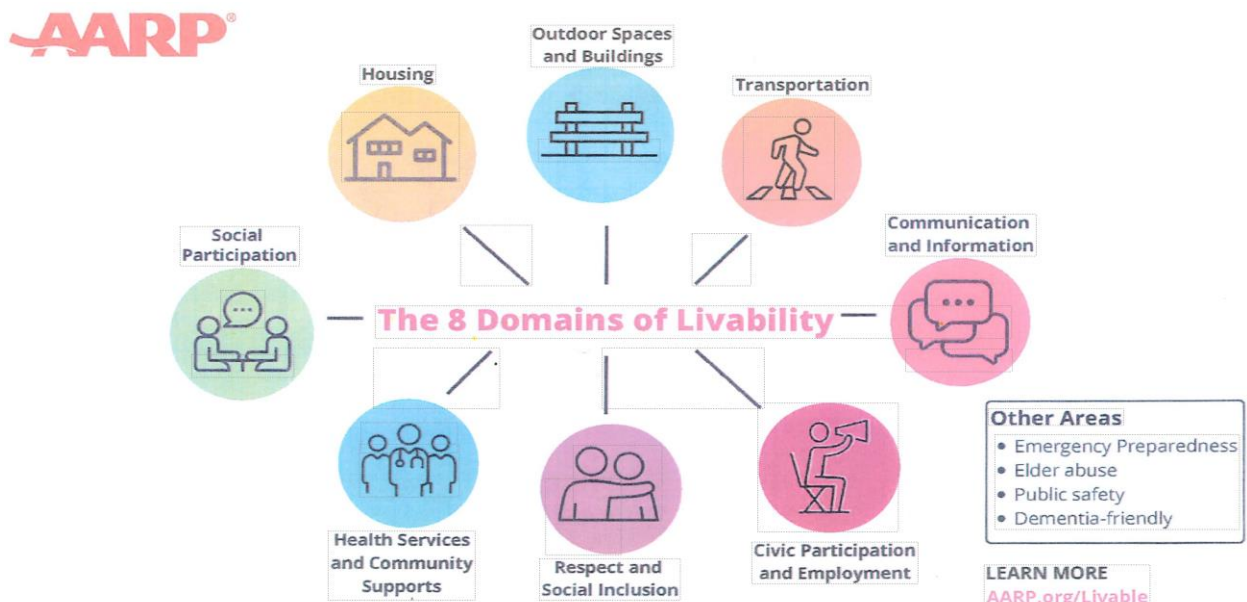 AARP®
Outdoor Spaces
and Buildings
Housing
Transportation
Social
Participation
Communication
and Information
The 8 Domains of Livability
Health Services
and Community
Supports
Respect and
Social Inclusion
Civic Participation
and Employment
Other Areas
• Emergency Preparedness
• Elder abuse
• Public safety
• Dementia-friendly
LEARN MORE
AARP.org/Livable